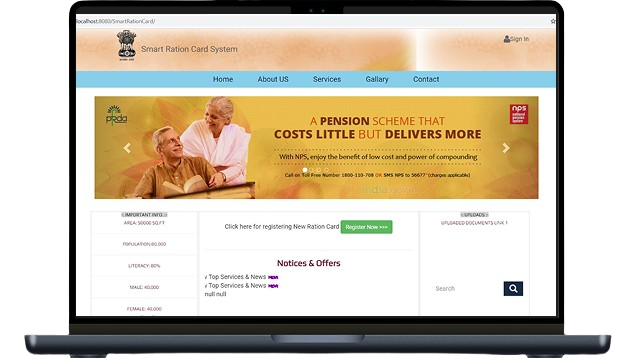 localhost:8080/SmartRationCard/
Smart Ration Card System
Sign In
Home About US Services Gallary Contact
A PENSION SCHEME THAT
COSTS LITTLE BUT DELIVERS MORE
With NPS, enjoy the benefit of low cost and power of compounding
Call on Toll Free Number 1800-110-708 OR SMS NPS to 56677* (charges applicable)
nps
IMPORTANT INFO.
AREA: 50000 SQ.FT
POPULATION:80,000
LITERACY: 80%
MALE: 40,000
FEMALE: 40,000
Click here for registering New Ration Card Register Now >>>
Notices & Offers
Top Services & News
Top Services & News
null null
UPLOADS
UPLOADED DOCUMENTS LINK 1
Search